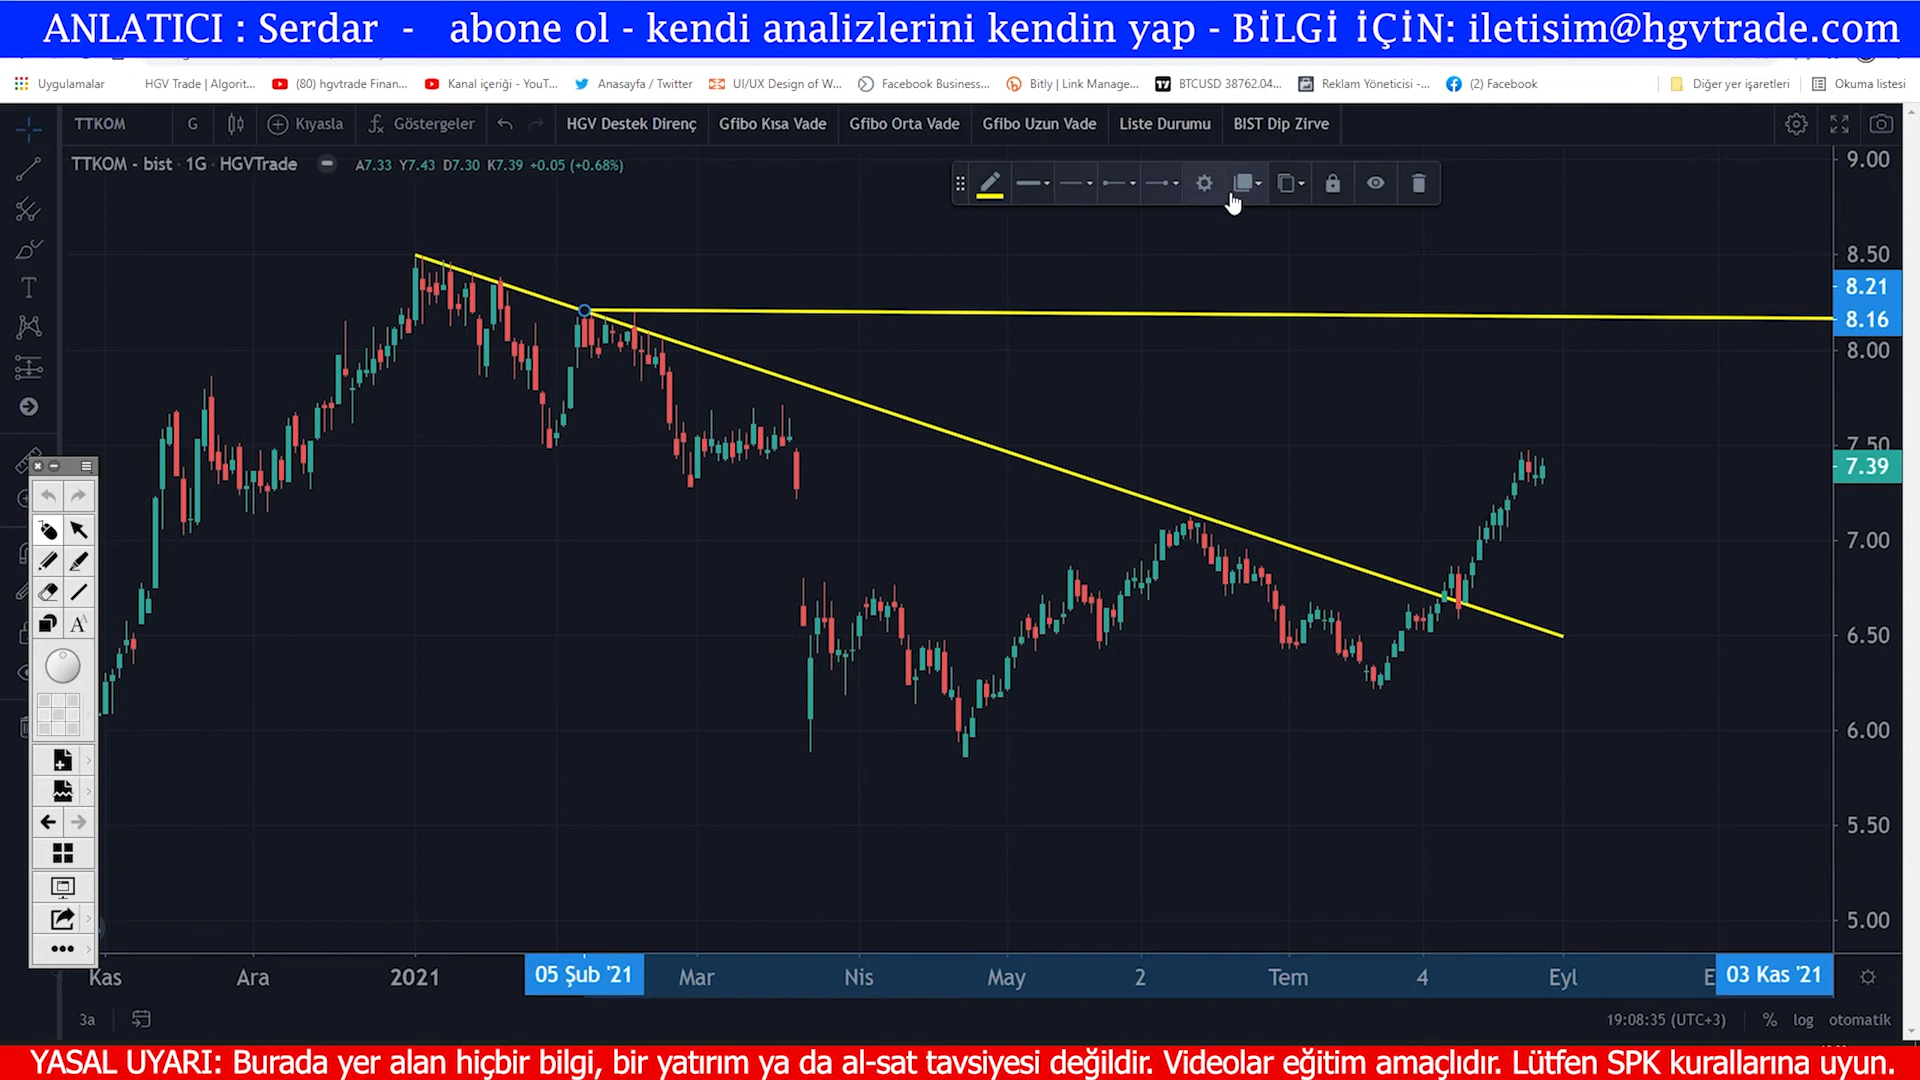 ANLATICI : Serdar - abone ol - kendi analizlerini kendin yap - BİLGİ İÇİN: iletisim@hgvtrade.com
Uygulamalar HGV Trade | Algorit... (80) hgvtrade Finan... Kanal içeriği - YouT... Anasayfa / Twitter UI/UX Design of W... Facebook Business... Bitly | Link Manage... BTCUSD 38762.04... Reklam Yöneticisi -... (2) Facebook Diğer yer işaretleri Okuma listesi
TTKOM G Kıyasla Göstergeler HGV Destek Direnç Gfibo Kısa Vade Gfibo Orta Vade Gfibo Uzun Vade Liste Durumu BIST Dip Zirve
TTKOM - bist · 1G · HGVTrade A7.33 Y7.43 D7.30 K7.39 +0.05 (+0.68%)
9.00
8.50
8.21
8.16
8.00
7.50
7.39
7.00
6.50
6.00
5.50
5.00
Kas Ara 2021 05 Şub '21 Mar Nis May 2 Tem 4 Eyl E 03 Kas '21
3a 19:08:35 (UTC+3) % log otomatik
YASAL UYARI: Burada yer alan hiçbir bilgi, bir yatırım ya da al-sat tavsiyesi değildir. Videolar eğitim amaçlıdır. Lütfen SPK kurallarına uyun.